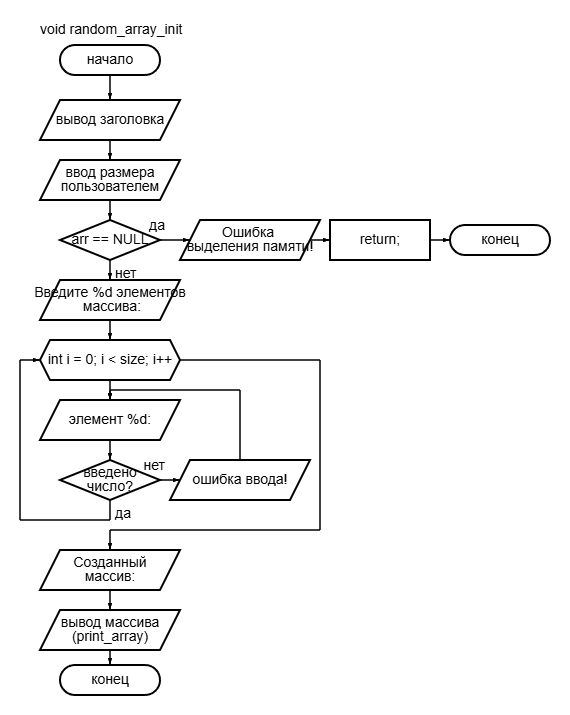 void random_array_init
начало
вывод заголовка
ввод размера
пользователем
да
arr == NULL
Ошибка
выделения памяти!
return;
конец
нет
Введите %d элементов
массива:
int i = 0; i < size; i++
элемент %d:
нет
введено
число?
ошибка ввода!
да
Созданный
массив:
вывод массива
(print_array)
конец